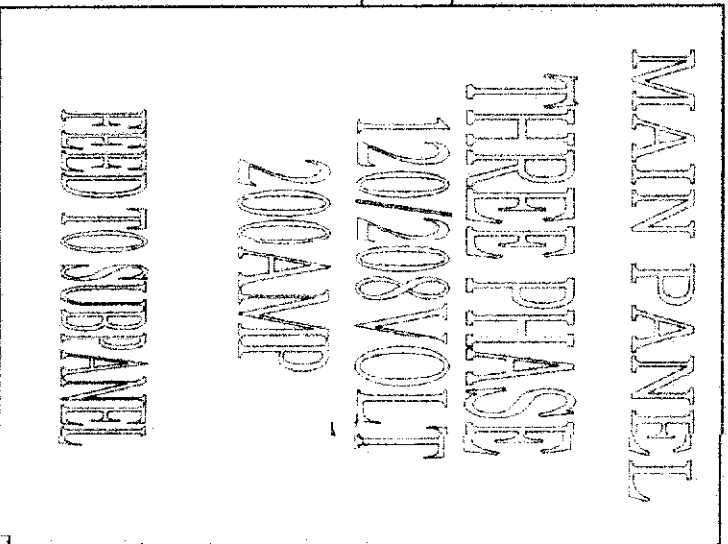 MAIN PANEL
THREE PHASE
120/208 VOLT
200 AMP
FEED TO SUBPANEL